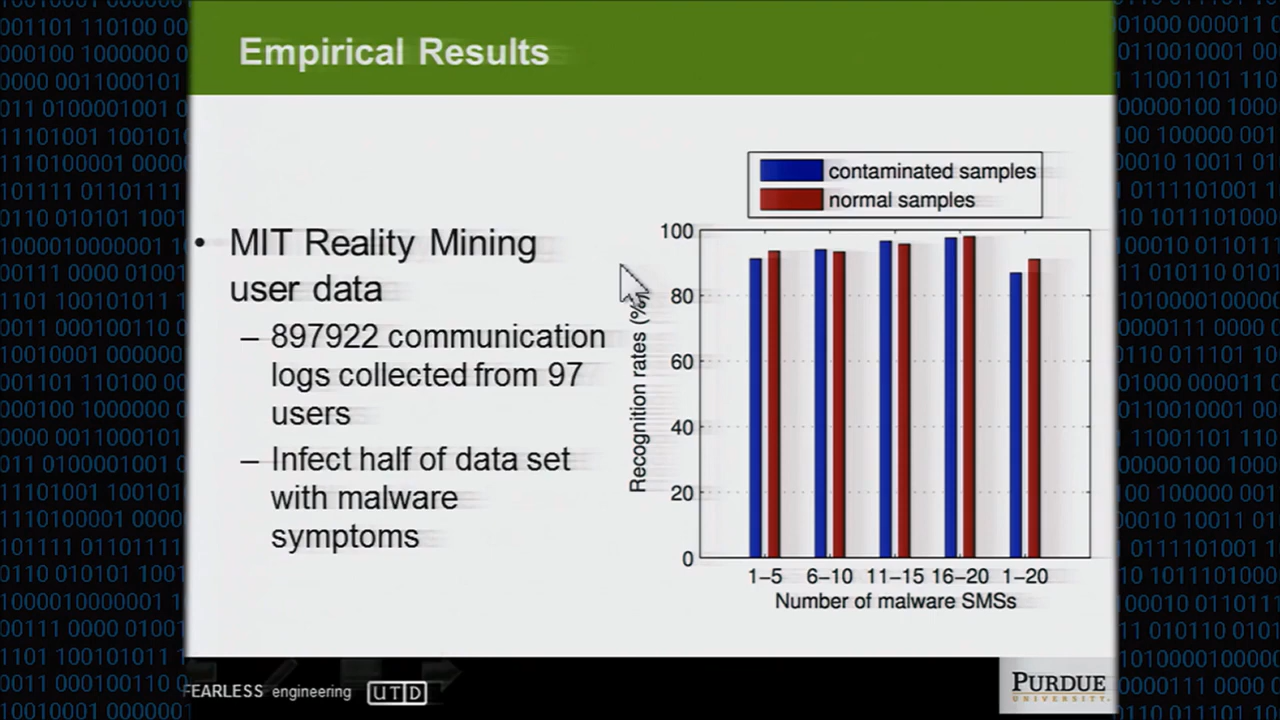 Empirical Results
• MIT Reality Mining
user data
– 897922 communication
logs collected from 97
users
– Infect half of data set
with malware
symptoms
contaminated samples
normal samples
Recognition rates (%)
100
80
60
40
20
0
1–5 6–10 11–15 16–20 1–20
Number of malware SMSs
FEARLESS engineering UTD
PURDUE
UNIVERSITY